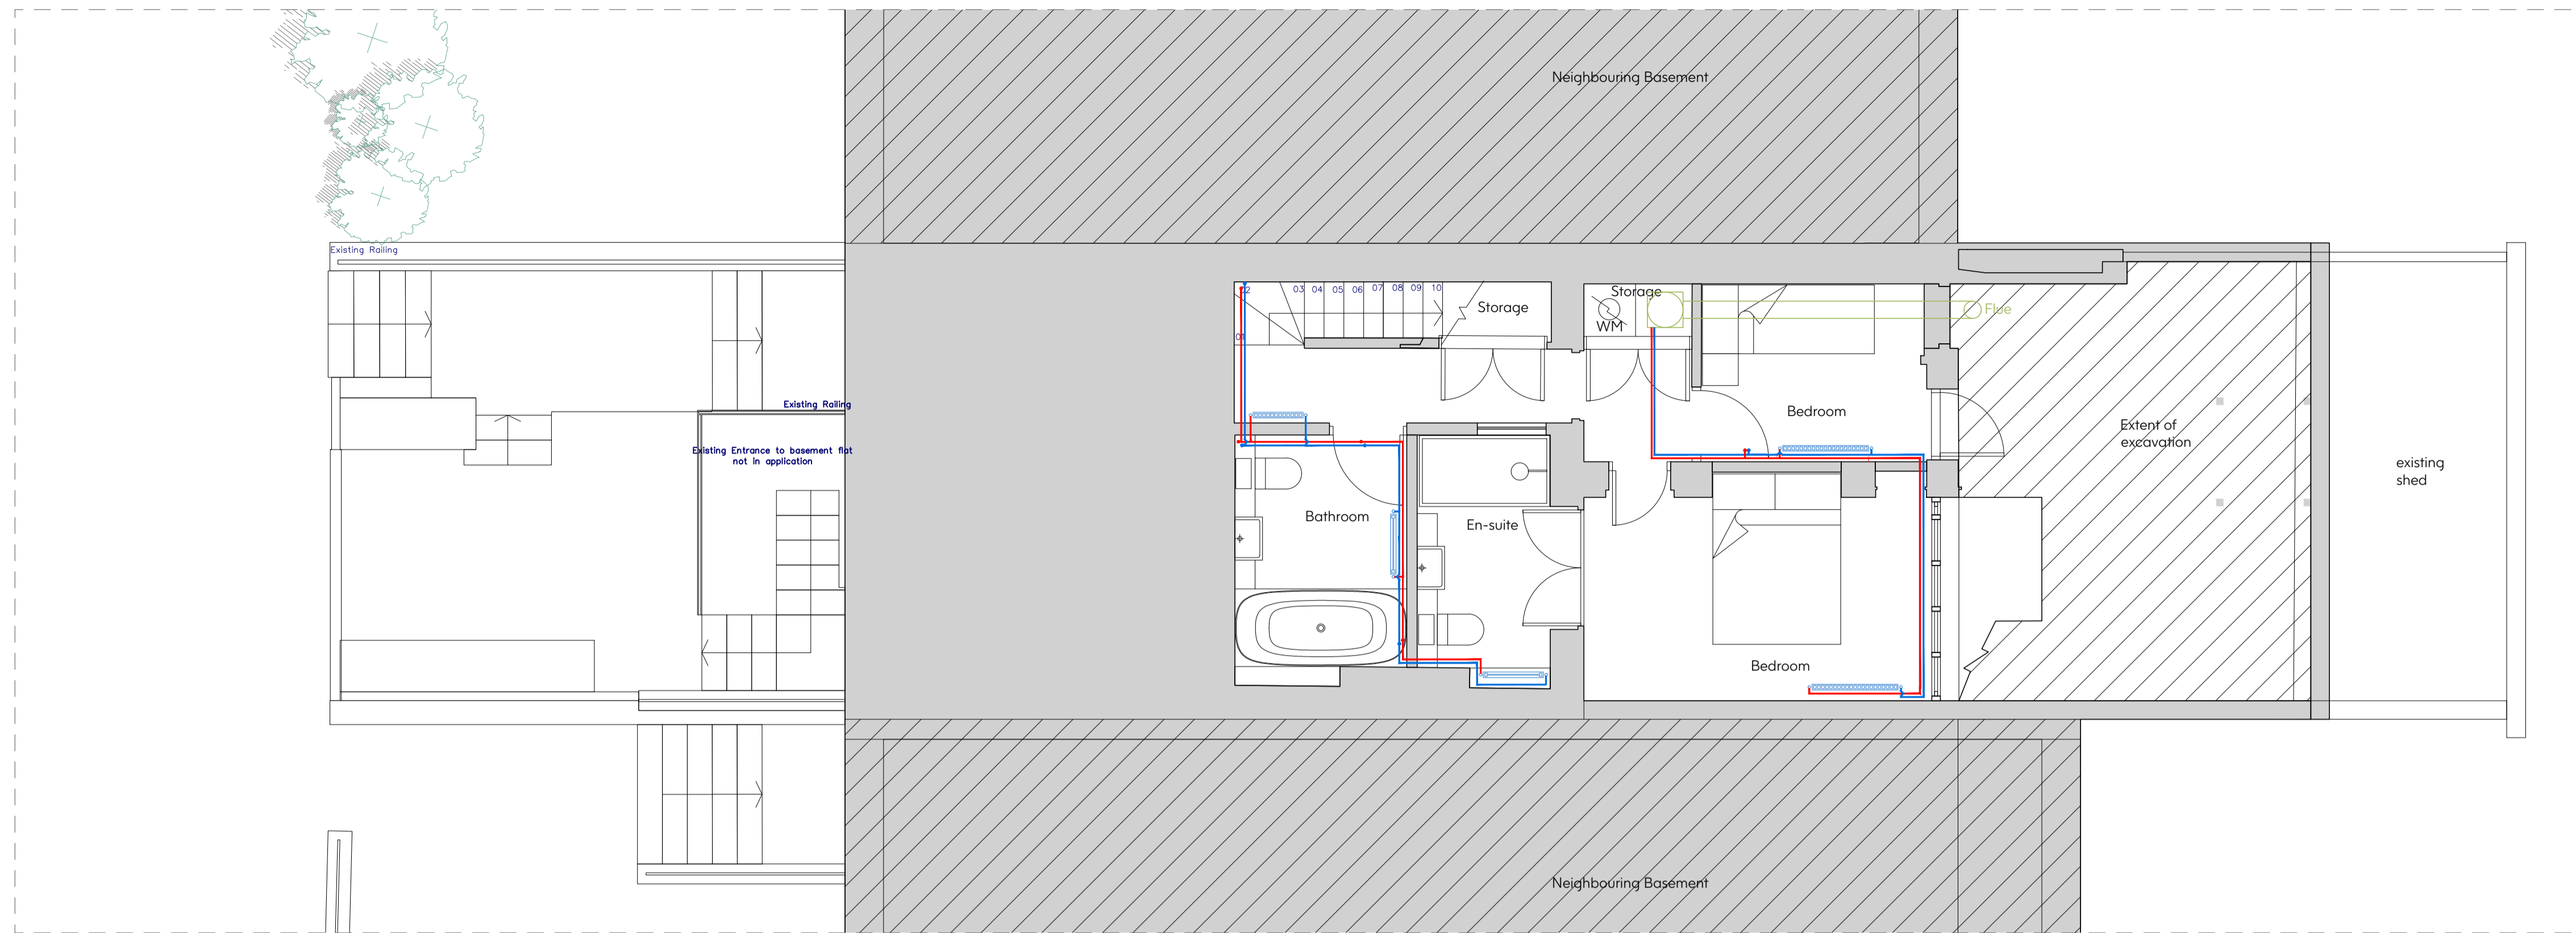 Neighbouring Basement
Existing Railing
Storage
Storage
WM
Flue
02
03
04
05
06
07
08
09
10
01
Existing Railing
Bedroom
Extent of
excavation
Existing Entrance to basement flat
not in application
existing
shed
Bathroom
En-suite
Bedroom
Neighbouring Basement